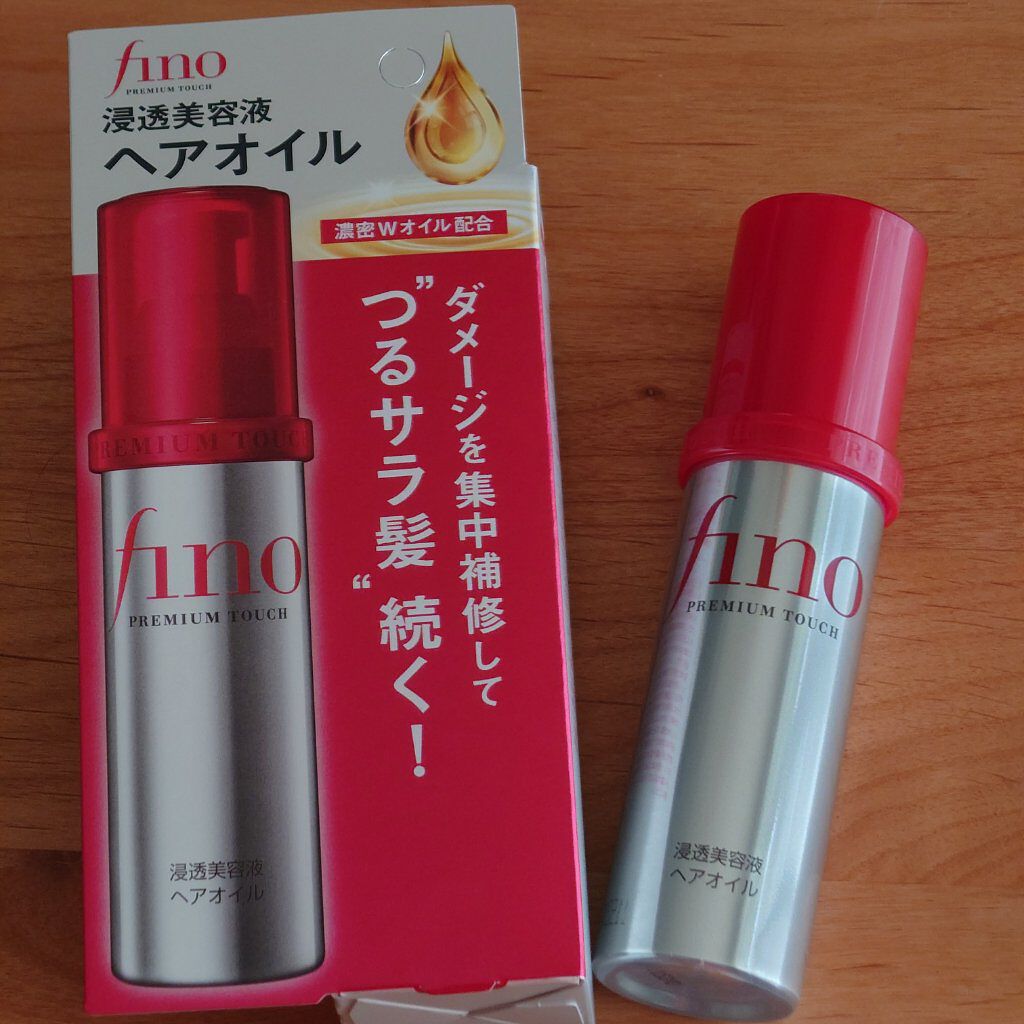 fino
PREMIUM TOUCH
浸透美容液
ヘアオイル
濃密Wオイル配合
ダメージを集中補修して
"つるサラ髪"続く!
PREMIUM TOUCH
fino
PREMIUM TOUCH
浸透美容液
ヘアオイル
PRE
fino
PREMIUM TOUCH
浸透美容液
ヘアオイル